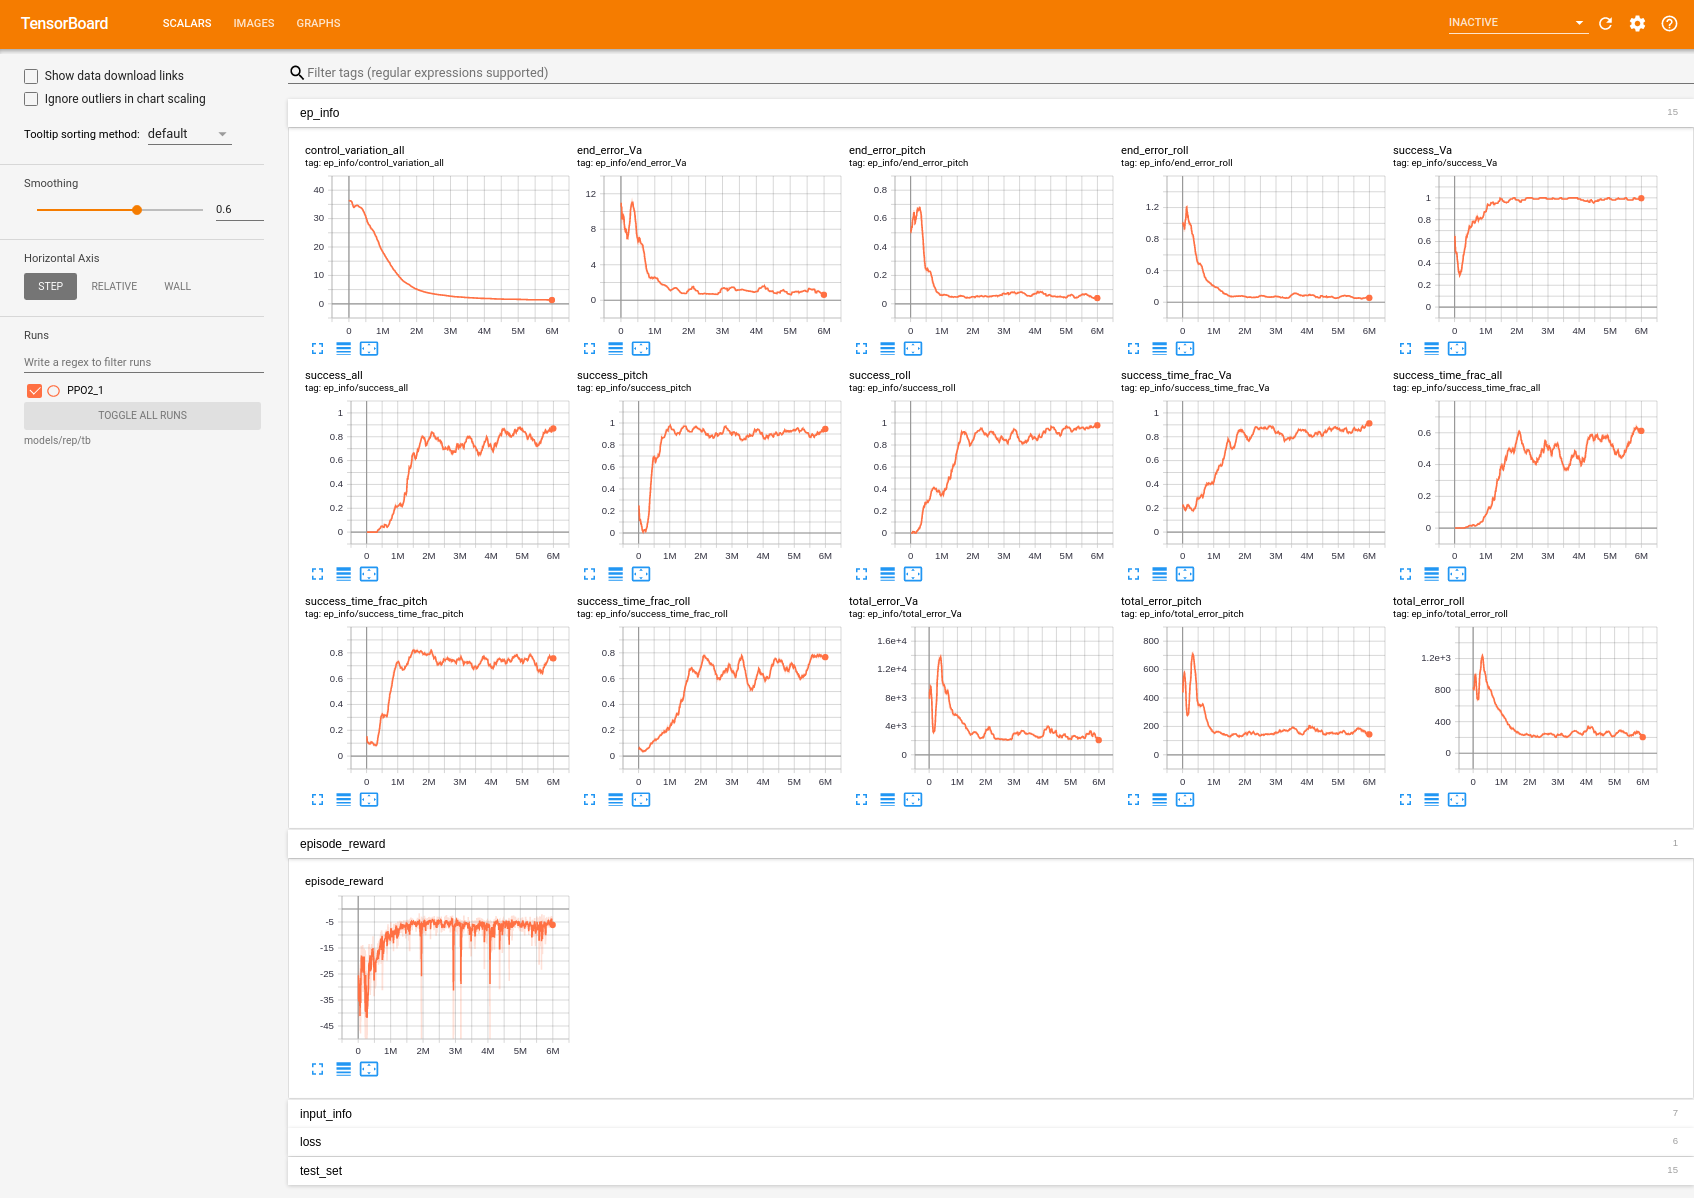 TensorBoard SCALARS IMAGES GRAPHS INACTIVE
Show data download links
Ignore outliers in chart scaling
Tooltip sorting method: default
Smoothing
0.6
Horizontal Axis
STEP RELATIVE WALL
Runs
Write a regex to filter runs
PPO2_1
TOGGLE ALL RUNS
models/rep/tb
Filter tags (regular expressions supported)
ep_info 15
control_variation_all
tag: ep_info/control_variation_all
40
30
20
10
0
0 1M 2M 3M 4M 5M 6M
end_error_Va
tag: ep_info/end_error_Va
12
8
4
0
0 1M 2M 3M 4M 5M 6M
end_error_pitch
tag: ep_info/end_error_pitch
0.8
0.6
0.4
0.2
0
0 1M 2M 3M 4M 5M 6M
end_error_roll
tag: ep_info/end_error_roll
1.2
0.8
0.4
0
0 1M 2M 3M 4M 5M 6M
success_Va
tag: ep_info/success_Va
1
0.8
0.6
0.4
0.2
0
0 1M 2M 3M 4M 5M 6M
success_all
tag: ep_info/success_all
1
0.8
0.6
0.4
0.2
0
0 1M 2M 3M 4M 5M 6M
success_pitch
tag: ep_info/success_pitch
1
0.8
0.6
0.4
0.2
0
0 1M 2M 3M 4M 5M 6M
success_roll
tag: ep_info/success_roll
1
0.8
0.6
0.4
0.2
0
0 1M 2M 3M 4M 5M 6M
success_time_frac_Va
tag: ep_info/success_time_frac_Va
1
0.8
0.6
0.4
0.2
0
0 1M 2M 3M 4M 5M 6M
success_time_frac_all
tag: ep_info/success_time_frac_all
0.6
0.4
0.2
0
0 1M 2M 3M 4M 5M 6M
success_time_frac_pitch
tag: ep_info/success_time_frac_pitch
0.8
0.6
0.4
0.2
0
0 1M 2M 3M 4M 5M 6M
success_time_frac_roll
tag: ep_info/success_time_frac_roll
0.8
0.6
0.4
0.2
0
0 1M 2M 3M 4M 5M 6M
total_error_Va
tag: ep_info/total_error_Va
1.6e+4
1.2e+4
8e+3
4e+3
0
0 1M 2M 3M 4M 5M 6M
total_error_pitch
tag: ep_info/total_error_pitch
800
600
400
200
0
0 1M 2M 3M 4M 5M 6M
total_error_roll
tag: ep_info/total_error_roll
1.2e+3
800
400
0
0 1M 2M 3M 4M 5M 6M
episode_reward 1
episode_reward
-5
-15
-25
-35
-45
0 1M 2M 3M 4M 5M 6M
input_info 7
loss 6
test_set 15